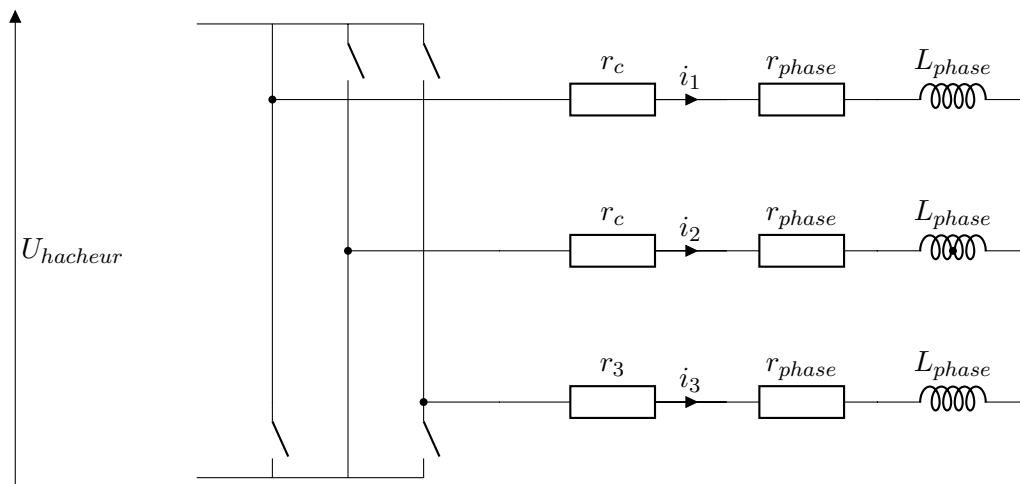 r_c i_1 r_phase L_phase
U_hacheur
r_c i_2 r_phase L_phase
r_3 i_3 r_phase L_phase